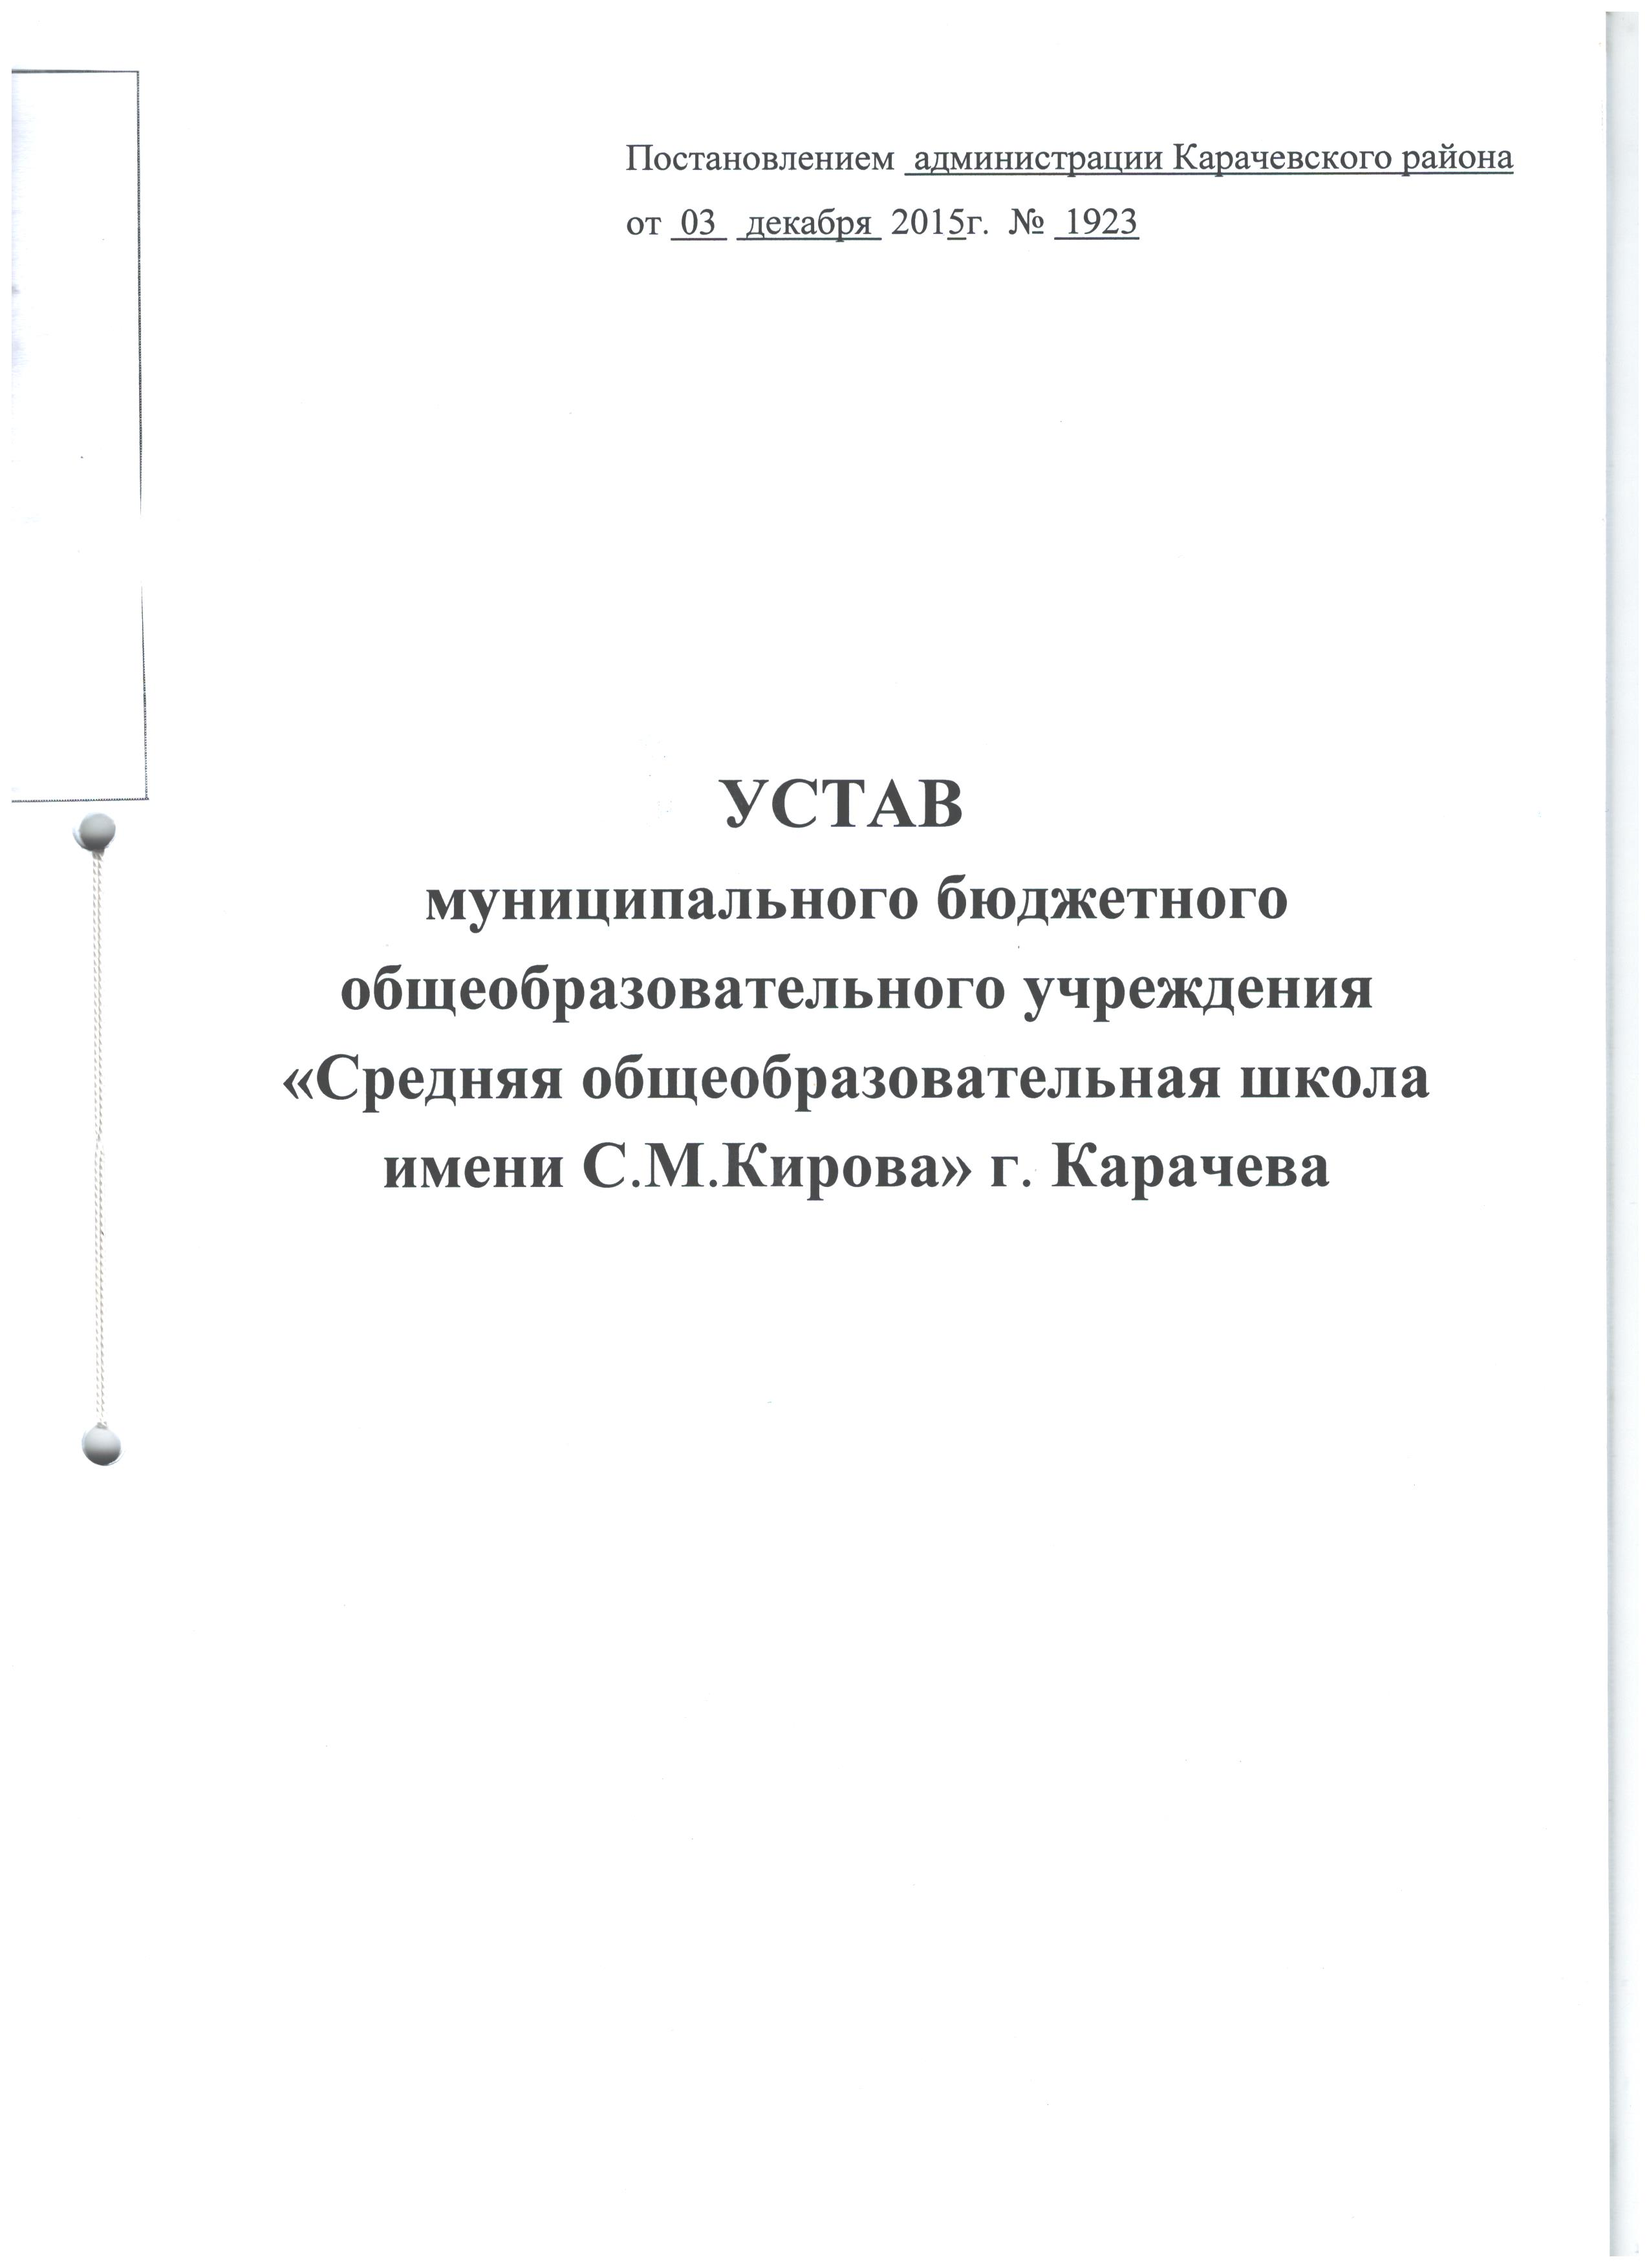 Постановлением администрации Карачевского района
от 03 декабря 2015г. № 1923
УСТАВ
муниципального бюджетного
общеобразовательного учреждения
«Средняя общеобразовательная школа
имени С.М.Кирова» г. Карачева